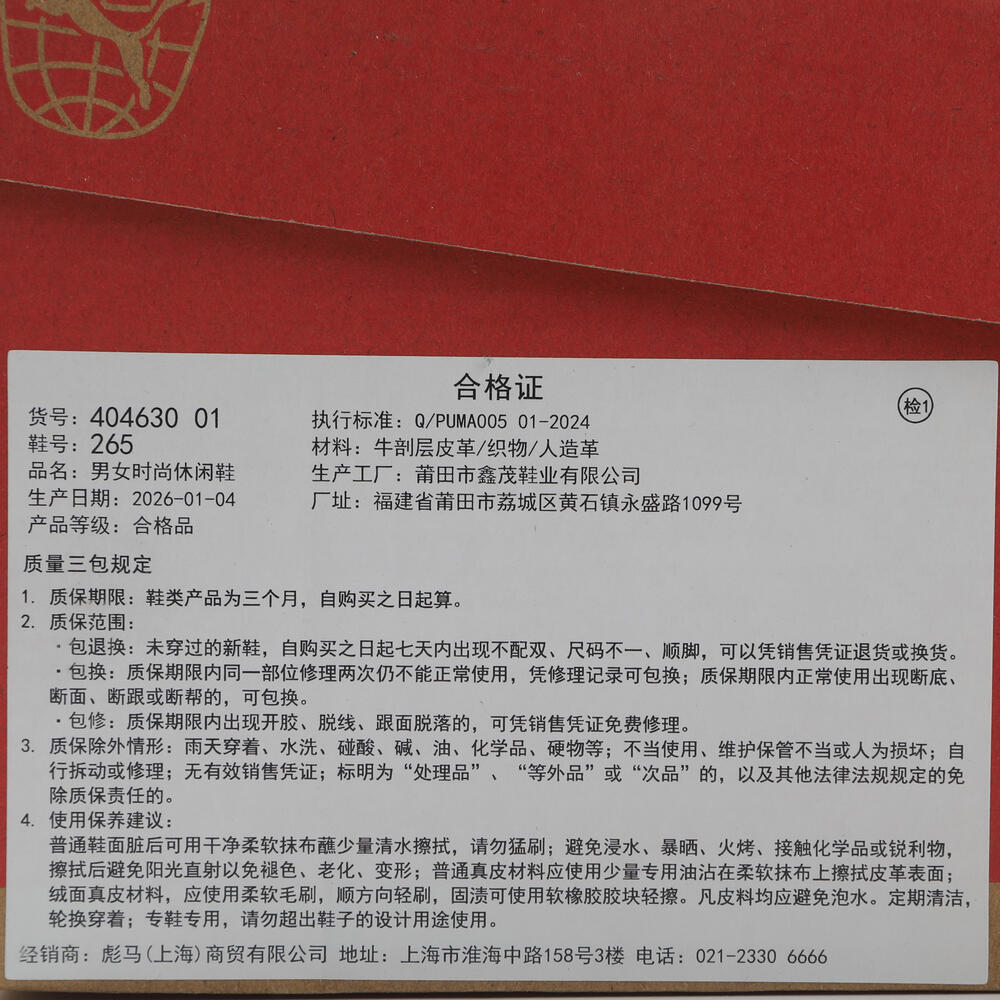 合格证
检1
货号：404630 01
鞋号：265
品名：男女时尚休闲鞋
生产日期：2026-01-04
产品等级：合格品
执行标准：Q/PUMA005 01-2024
材料：牛剖层皮革/织物/人造革
生产工厂：莆田市鑫茂鞋业有限公司
厂址：福建省莆田市荔城区黄石镇永盛路1099号
质量三包规定
1. 质保期限：鞋类产品为三个月，自购买之日起算。
2. 质保范围：
·包退换：未穿过的新鞋，自购买之日起七天内出现不配双、尺码不一、顺脚，可以凭销售凭证退货或换货。
·包换：质保期限内同一部位修理两次仍不能正常使用，凭修理记录可包换；质保期限内正常使用出现断底、
断面、断跟或断帮的，可包换。
·包修：质保期限内出现开胶、脱线、跟面脱落的，可凭销售凭证免费修理。
3. 质保除外情形：雨天穿着、水洗、碰酸、碱、油、化学品、硬物等；不当使用、维护保管不当或人为损坏；自
行拆动或修理；无有效销售凭证；标明为“处理品”、“等外品”或“次品”的，以及其他法律法规规定的免
除质保责任的。
4. 使用保养建议：
普通鞋面脏后可用干净柔软抹布蘸少量清水擦拭，请勿猛刷；避免浸水、暴晒、火烤、接触化学品或锐利物，
擦拭后避免阳光直射以免褪色、老化、变形；普通真皮材料应使用少量专用油沾在柔软抹布上擦拭皮革表面；
绒面真皮材料，应使用柔软毛刷，顺方向轻刷，固渍可使用软橡胶胶块轻擦。凡皮料均应避免泡水。定期清洁，
轮换穿着；专鞋专用，请勿超出鞋子的设计用途使用。
经销商：彪马(上海)商贸有限公司 地址：上海市淮海中路158号3楼 电话：021-2330 6666